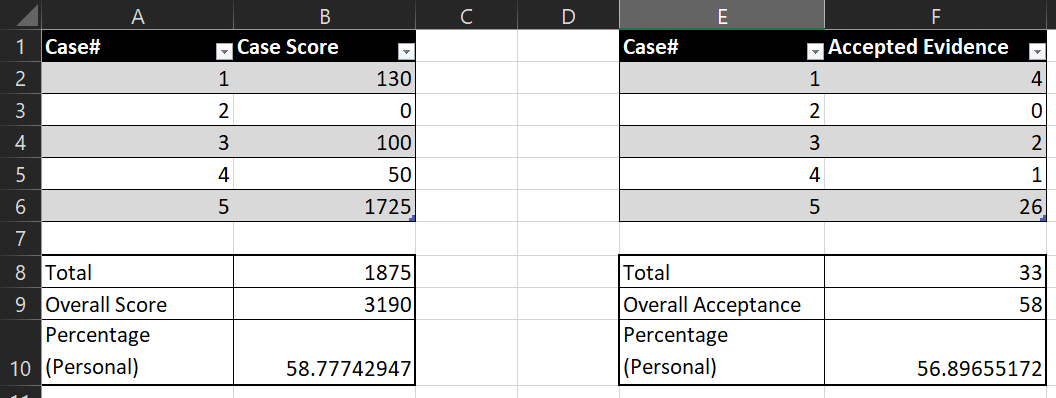 A B C D E F
1 Case# Case Score Case# Accepted Evidence
2 1 130 1 4
3 2 0 2 0
4 3 100 3 2
5 4 50 4 1
6 5 1725 5 26
7
8 Total 1875 Total 33
9 Overall Score 3190 Overall Acceptance 58
Percentage Percentage
10 (Personal) 58.77742947 (Personal) 56.89655172